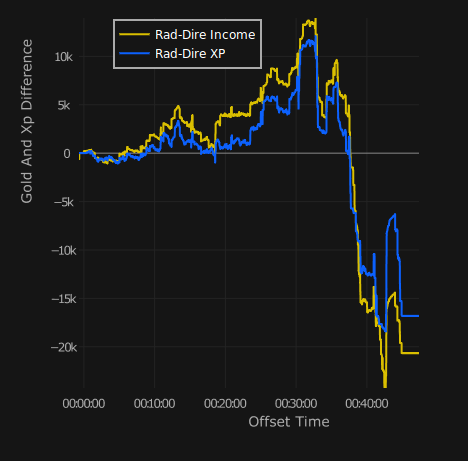 Rad-Dire Income
Rad-Dire XP
Gold And Xp Difference
10k
5k
0
−5k
−10k
−15k
−20k
00:00:00
00:10:00
00:20:00
00:30:00
00:40:00
Offset Time